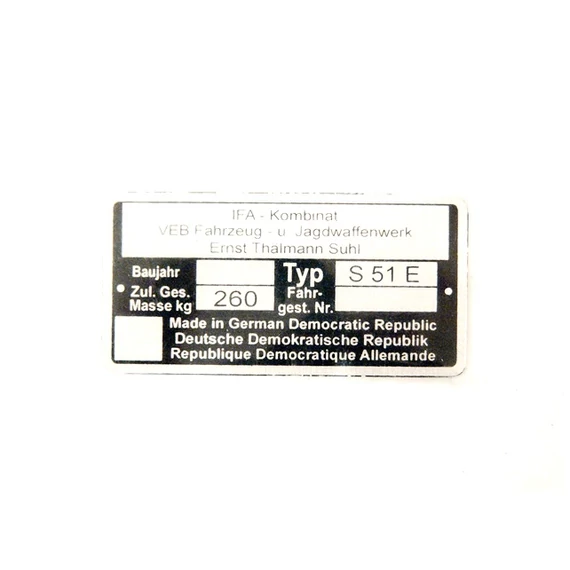 IFA - Kombinat
VEB Fahrzeug - u Jagdwaffenwerk
Ernst Thalmann Suhl
Baujahr Typ S 51 E
Zul. Ges. Masse kg 260 Fahr-gest. Nr.
Made in German Democratic Republic
Deutsche Demokratische Republik
Republique Democratique Allemande